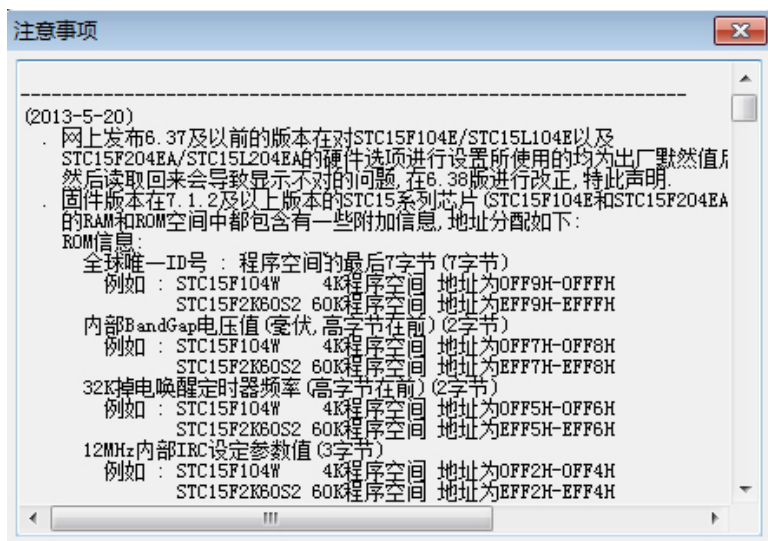 注意事项
----------------------------------------------------------------
(2013-5-20)
. 网上发布6.37及以前的版本在对STC15F104E/STC15L104E以及
STC15F204EA/STC15L204EA的硬件选项进行设置所使用的均为出厂默然值后
然后读取回来会导致显示不对的问题,在6.38版进行改正,特此声明.
. 固件版本在7.1.2及以上版本的STC15系列芯片(STC15F104E和STC15F204EA
的RAM和ROM空间中都包含有一些附加信息,地址分配如下:
ROM信息:
全球唯一ID号 : 程序空间的最后7字节(7字节)
例如 : STC15F104W 4K程序空间 地址为0FF9H-0FFFH
STC15F2K60S2 60K程序空间 地址为EFF9H-EFFFH
内部BandGap电压值(毫伏,高字节在前)(2字节)
例如 : STC15F104W 4K程序空间 地址为0FF7H-0FF8H
STC15F2K60S2 60K程序空间 地址为EFF7H-EFF8H
32K掉电唤醒定时器频率(高字节在前)(2字节)
例如 : STC15F104W 4K程序空间 地址为0FF5H-0FF6H
STC15F2K60S2 60K程序空间 地址为EFF5H-EFF6H
12MHz内部IRC设定参数值(3字节)
例如 : STC15F104W 4K程序空间 地址为0FF2H-0FF4H
STC15F2K60S2 60K程序空间 地址为EFF2H-EFF4H